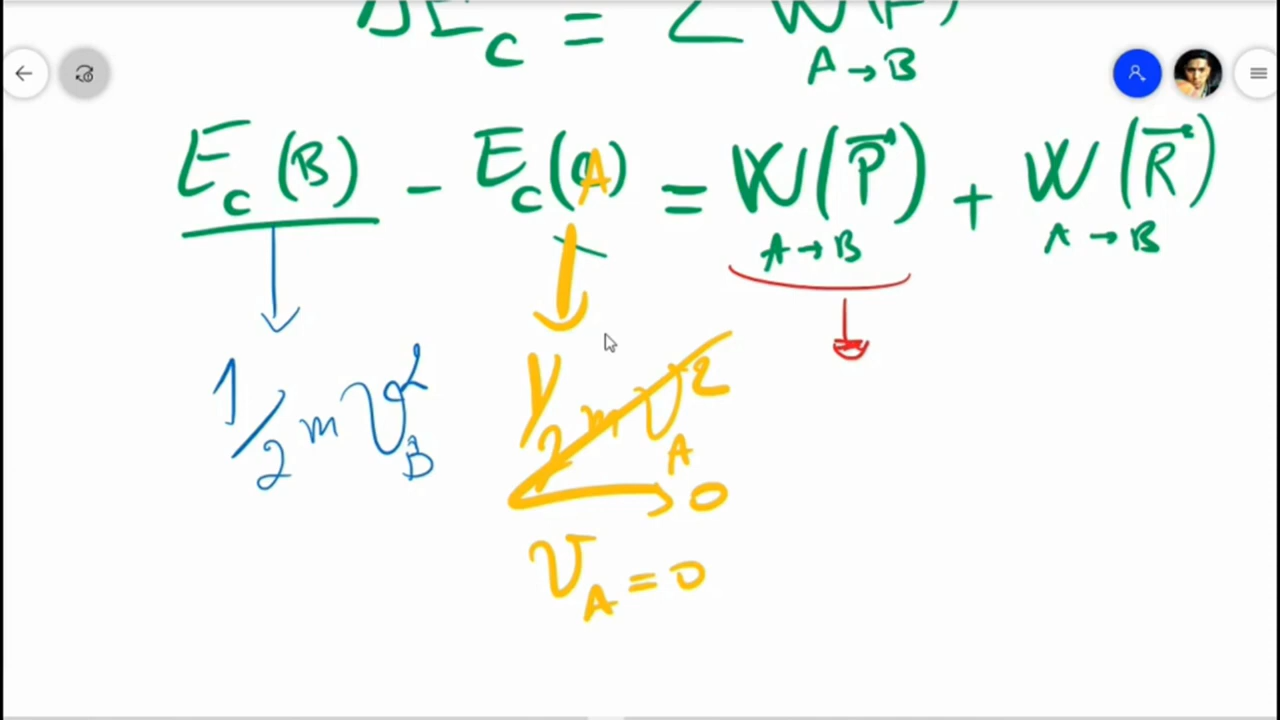 ΔE_C = Σ W(F)
A → B
E_C (B) - E_C (A) = W(P⃗) + W(R⃗)
A → B A → B
1/2 m v_B^2 1/2 m v_A^2
0
v_A = 0